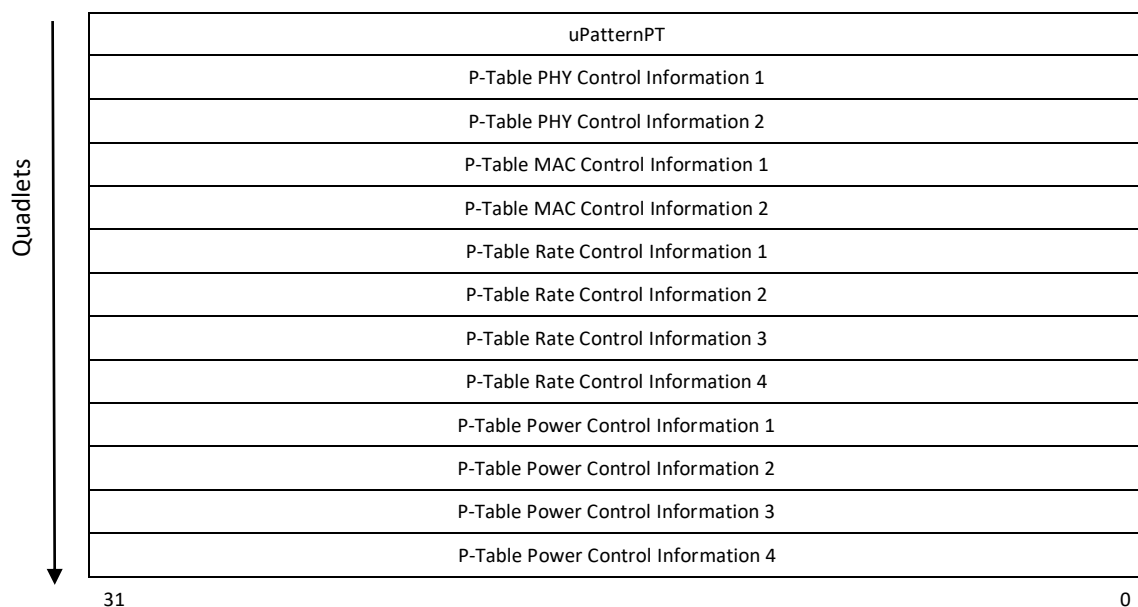 uPatternPT
P-Table PHY Control Information 1
P-Table PHY Control Information 2
P-Table MAC Control Information 1
P-Table MAC Control Information 2
Quadlets
P-Table Rate Control Information 1
P-Table Rate Control Information 2
P-Table Rate Control Information 3
P-Table Rate Control Information 4
P-Table Power Control Information 1
P-Table Power Control Information 2
P-Table Power Control Information 3
P-Table Power Control Information 4
31 0